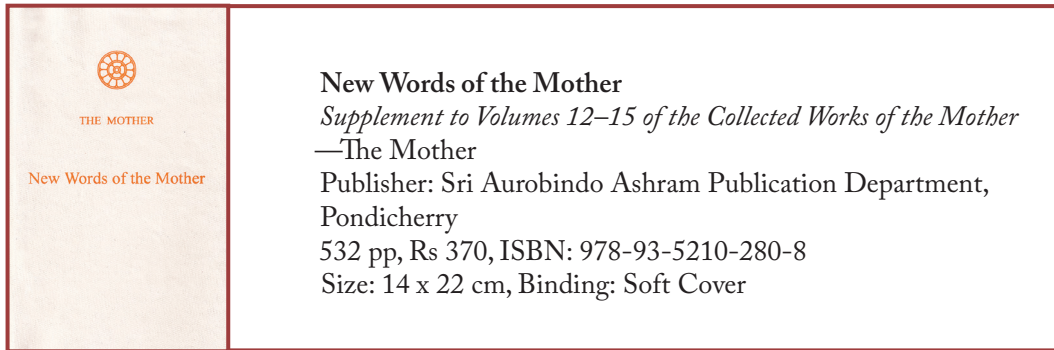 THE MOTHER
New Words of the Mother
New Words of the Mother
Supplement to Volumes 12–15 of the Collected Works of the Mother
—The Mother
Publisher: Sri Aurobindo Ashram Publication Department,
Pondicherry
532 pp, Rs 370, ISBN: 978-93-5210-280-8
Size: 14 x 22 cm, Binding: Soft Cover